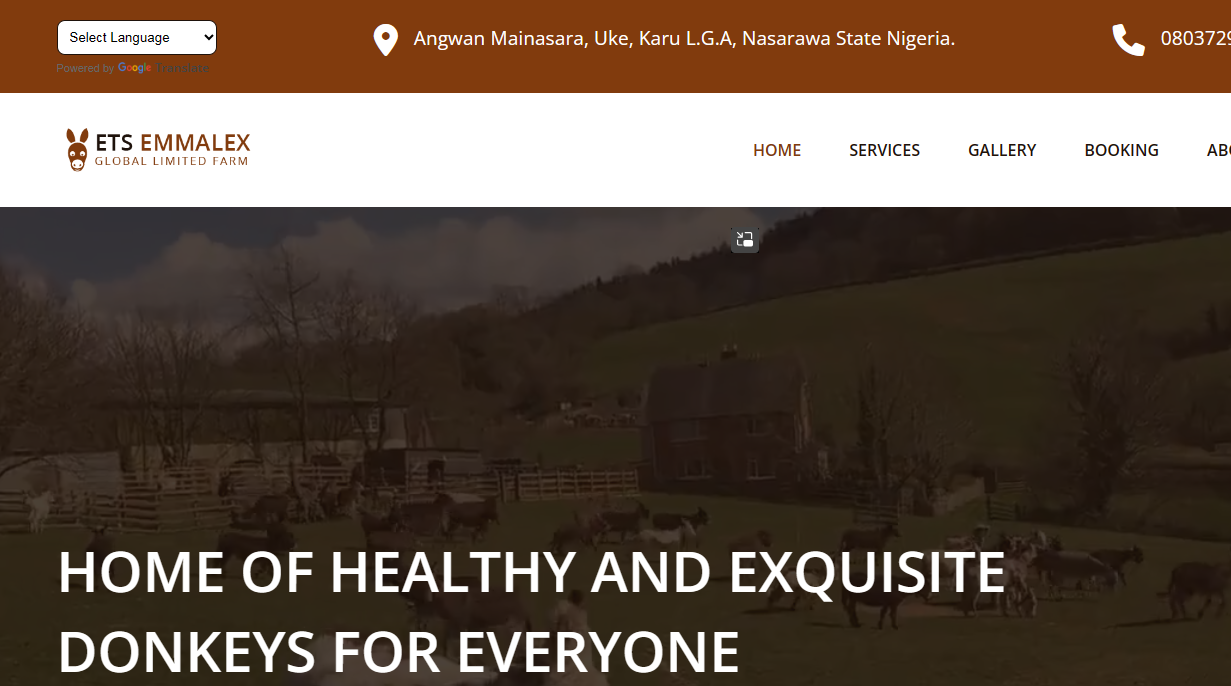 Select Language
Angwan Mainasara, Uke, Karu L.G.A, Nasarawa State Nigeria.
0803729
Powered by Google Translate
ETS EMMALEX
GLOBAL LIMITED FARM
HOME SERVICES GALLERY BOOKING
HOME OF HEALTHY AND EXQUISITE
DONKEYS FOR EVERYONE